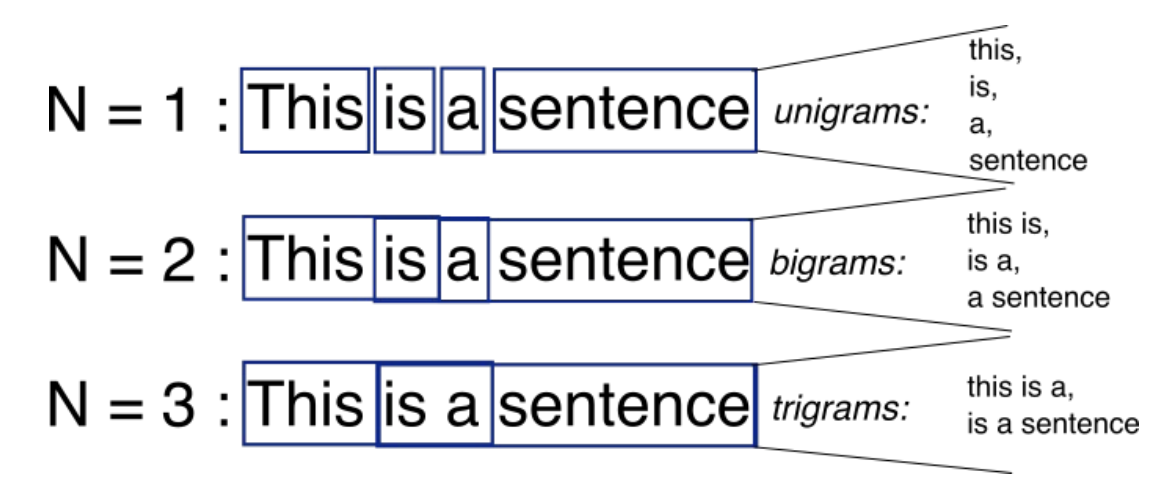 N = 1 : This is a sentence unigrams:
this,
is,
a,
sentence
N = 2 : This is a sentence bigrams:
this is,
is a,
a sentence
N = 3 : This is a sentence trigrams:
this is a,
is a sentence